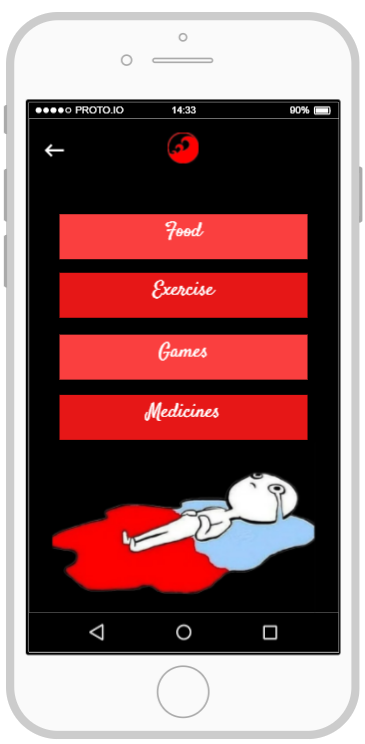 PROTO.IO 14:33 90%
Food
Exercise
Games
Medicines